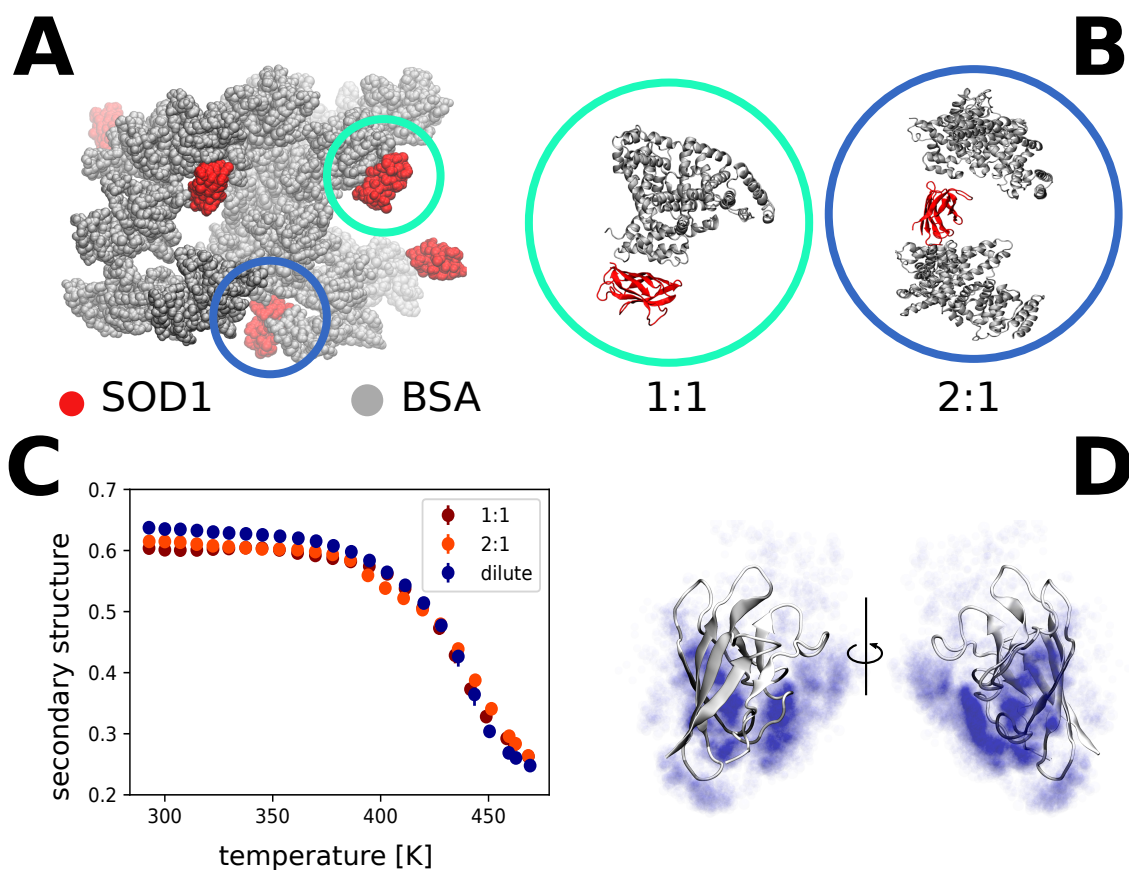 A
B
SOD1
BSA
1:1
2:1
C
D
0.7
0.6
0.5
0.4
0.3
0.2
secondary structure
1:1
2:1
dilute
300
350
400
450
temperature [K]